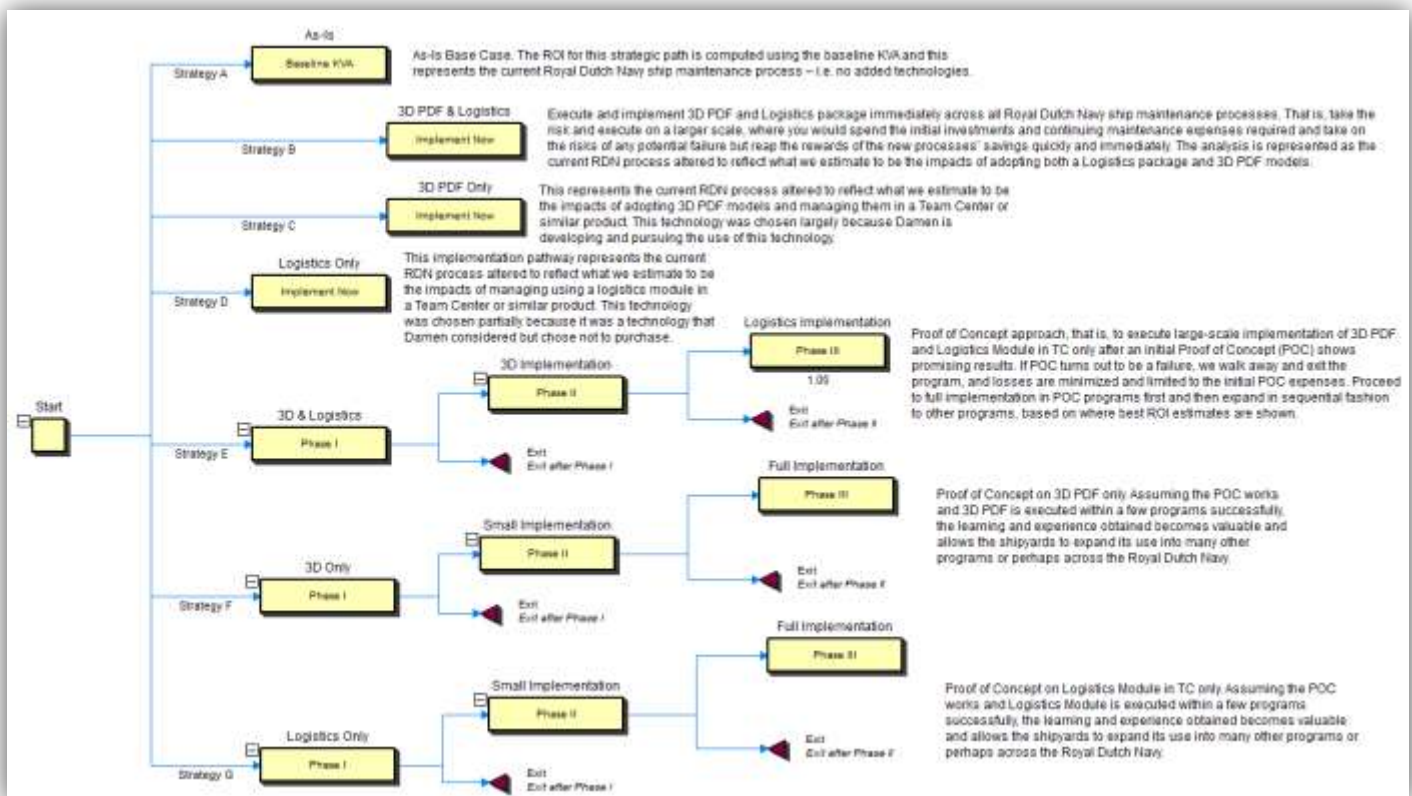 As-Is
Baseline KVA
Strategy A
As-Is Base Case. The ROI for this strategic path is computed using the baseline KVA and this
represents the current Royal Dutch Navy ship maintenance process – i.e. no added technologies.
3D PDF & Logistics
Implement Now
Strategy B
Execute and implement 3D PDF and Logistics package immediately across all Royal Dutch Navy ship maintenance processes. That is, take the
risk and execute on a larger scale, where you would spend the initial investments and continuing maintenance expenses required and take on
the risks of any potential failure but reap the rewards of the new processes' savings quickly and immediately. The analysis is represented as the
current RDN process altered to reflect what we estimate to be the impacts of adopting both a Logistics package and 3D PDF models.
3D PDF Only
Implement Now
Strategy C
This represents the current RDN process altered to reflect what we estimate to be
the impacts of adopting 3D PDF models and managing them in a Team Center or
similar product. This technology was chosen largely because Damen is
developing and pursuing the use of this technology.
Logistics Only
Implement Now
Strategy D
This implementation pathway represents the current
RDN process altered to reflect what we estimate to be
the impacts of managing using a logistics module in
a Team Center or similar product. This technology
was chosen partially because it was a technology that
Damen considered but chose not to purchase.
Start
3D & Logistics
Phase I
Strategy E
3D Implementation
Phase II
Exit
Exit after Phase I
Logistics Implementation
Phase III
Exit
Exit after Phase II
Proof of Concept approach, that is, to execute large-scale implementation of 3D PDF
and Logistics Module in TC only after an initial Proof of Concept (POC) shows
promising results. If POC turns out to be a failure, we walk away and exit the
program, and losses are minimized and limited to the initial POC expenses. Proceed
to full implementation in POC programs first and then expand in sequential fashion
to other programs, based on where best ROI estimates are shown.
3D Only
Phase I
Strategy F
Small Implementation
Phase II
Exit
Exit after Phase I
Full Implementation
Phase III
Exit
Exit after Phase II
Proof of Concept on 3D PDF only. Assuming the POC works
and 3D PDF is executed within a few programs successfully,
the learning and experience obtained becomes valuable and
allows the shipyards to expand its use into many other
programs or perhaps across the Royal Dutch Navy.
Logistics Only
Phase I
Strategy G
Small Implementation
Phase II
Exit
Exit after Phase I
Full Implementation
Phase III
Exit
Exit after Phase II
Proof of Concept on Logistics Module in TC only. Assuming the POC
works and Logistics Module is executed within a few programs
successfully, the learning and experience obtained becomes valuable
and allows the shipyards to expand its use into many other programs or
perhaps across the Royal Dutch Navy.